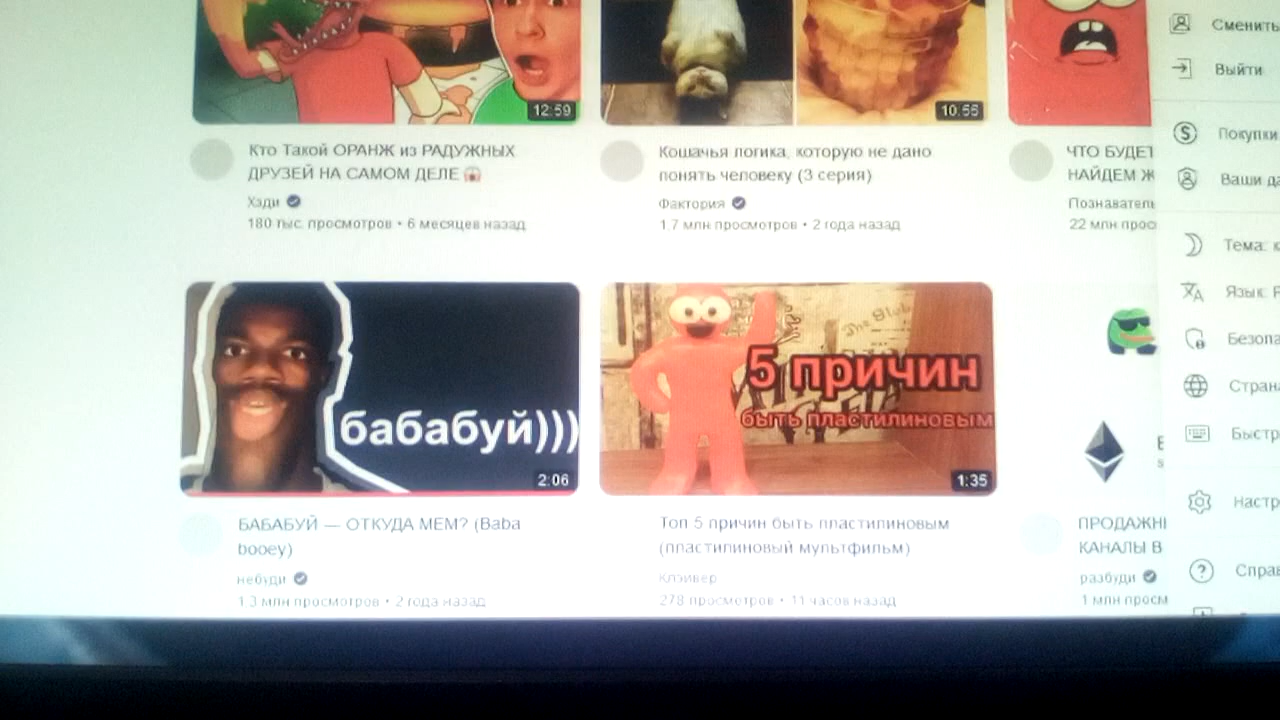 12:59
10:55
Кто Такой ОРАНЖ из РАДУЖНЫХ
ДРУЗЕЙ НА САМОМ ДЕЛЕ
Хэди
180 тыс. просмотров • 6 месяцев назад
Кошачья логика, которую не дано
понять человеку (3 серия)
Фактория
1,7 млн просмотров • 2 года назад
ЧТО БУДЕТ
НАЙДЕМ Ж
Познаватель
22 млн прос
бабабуй)))
2:06
БАБАБУЙ — ОТКУДА МЕМ? (Baba
booey)
небуди
1,3 млн просмотров • 2 года назад
5 причин
быть пластилиновым
1:35
Топ 5 причин быть пластилиновым
(пластилиновый мультфильм)
Клэйвер
278 просмотров • 11 часов назад
ПРОДАЖН
КАНАЛЫ В
разбуди
1 млн просм
Сменить
Выйти
Покупки
Ваши да
Тема: к
Язык: Р
Безопа
Страна
Быстр
Настр
Спра